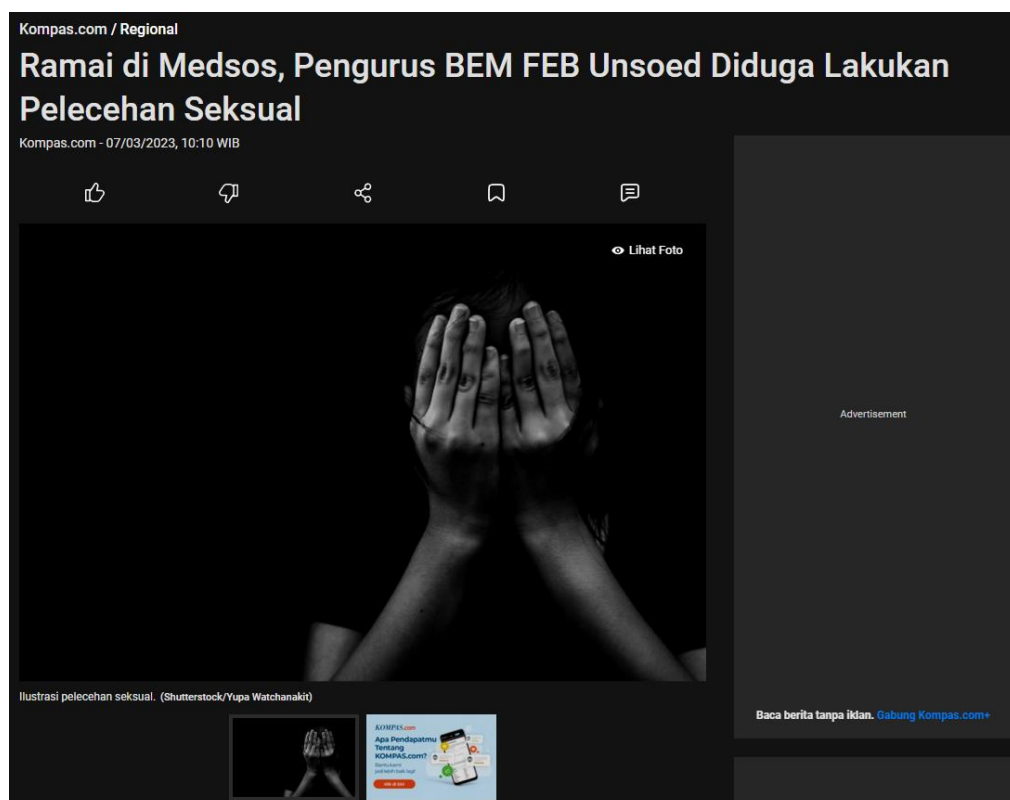 Kompas.com / Regional
Ramai di Medsos, Pengurus BEM FEB Unsoed Diduga Lakukan
Pelecehan Seksual
Kompas.com - 07/03/2023, 10:10 WIB
Lihat Foto
Advertisement
Ilustrasi pelecehan seksual. (Shutterstock/Yupa Watchanakit)
Baca berita tanpa iklan. Gabung Kompas.com+
KOMPAS.com
Apa Pendapatmu
Tentang
KOMPAS.com?